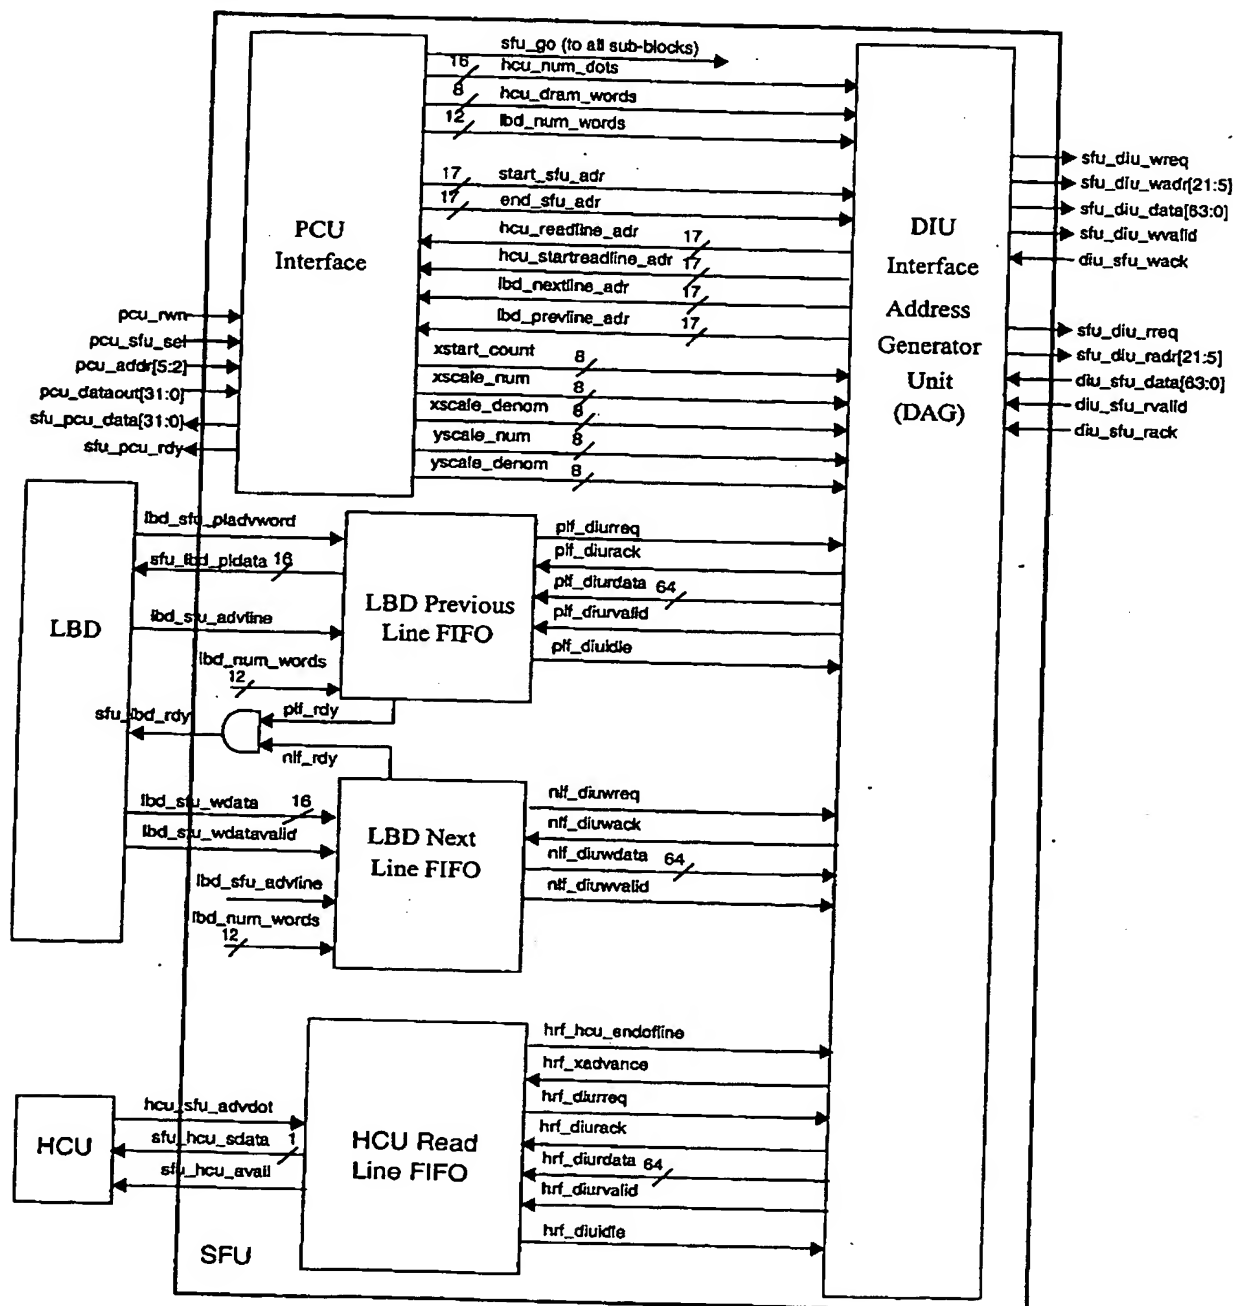 sfu_go (to all sub-blocks)
16 hcu_num_dots
8 hcu_dram_words
12 lbd_num_words
17 start_sfu_adr
17 end_sfu_adr
hcu_readline_adr 17
hcu_startreadline_adr 17
lbd_nextline_adr 17
lbd_prevline_adr 17
xstart_count 8
xscale_num 8
xscale_denom 8
yscale_num 8
yscale_denom 8
PCU
Interface
pcu_rwn
pcu_sfu_sel
pcu_addr[5:2]
pcu_dataout[31:0]
sfu_pcu_data[31:0]
sfu_pcu_rdy
DIU
Interface
Address
Generator
Unit
(DAG)
sfu_diu_wreq
sfu_diu_wadr[21:5]
sfu_diu_data[63:0]
sfu_diu_wvalid
diu_sfu_wack
sfu_diu_rreq
sfu_diu_radr[21:5]
diu_sfu_data[63:0]
diu_sfu_rvalid
diu_sfu_rack
LBD
lbd_sfu_pladvword
sfu_lbd_pldata 16
lbd_sfu_advline
lbd_num_words
12
sfu_lbd_rdy
plf_rdy
nlf_rdy
LBD Previous
Line FIFO
plf_diurreq
plf_diurack
plf_diurdata 64
plf_diurvalid
plf_diuidle
lbd_sfu_wdata 16
lbd_sfu_wdatavalid
lbd_sfu_advline
lbd_num_words
12
LBD Next
Line FIFO
nlf_diuwreq
nlf_diuwack
nlf_diuwdata 64
nlf_diuwvalid
HCU
hcu_sfu_advdot
sfu_hcu_sdata 1
sfu_hcu_avail
HCU Read
Line FIFO
hrf_hcu_endofline
hrf_xadvance
hrf_diurreq
hrf_diurack
hrf_diurdata 64
hrf_diurvalid
hrf_diuidle
SFU